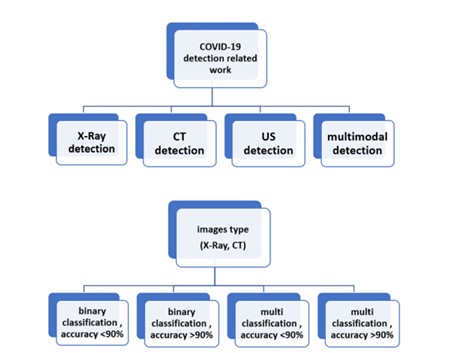 COVID-19
detection related
work
X-Ray
detection
CT
detection
US
detection
multimodal
detection
images type
(X-Ray, CT)
binary
classification ,
accuracy <90%
binary
classification ,
accuracy >90%
multi
classification ,
accuracy <90%
multi
classification ,
accuracy >90%